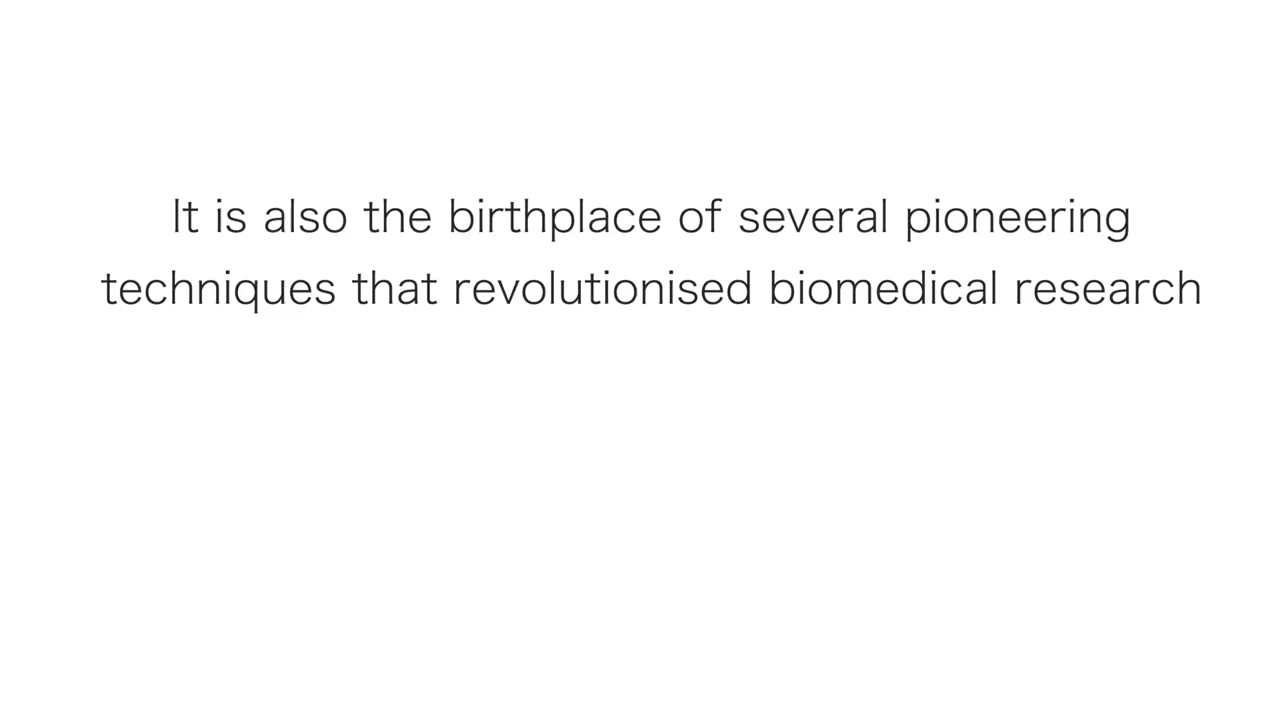 It is also the birthplace of several pioneering
techniques that revolutionised biomedical research